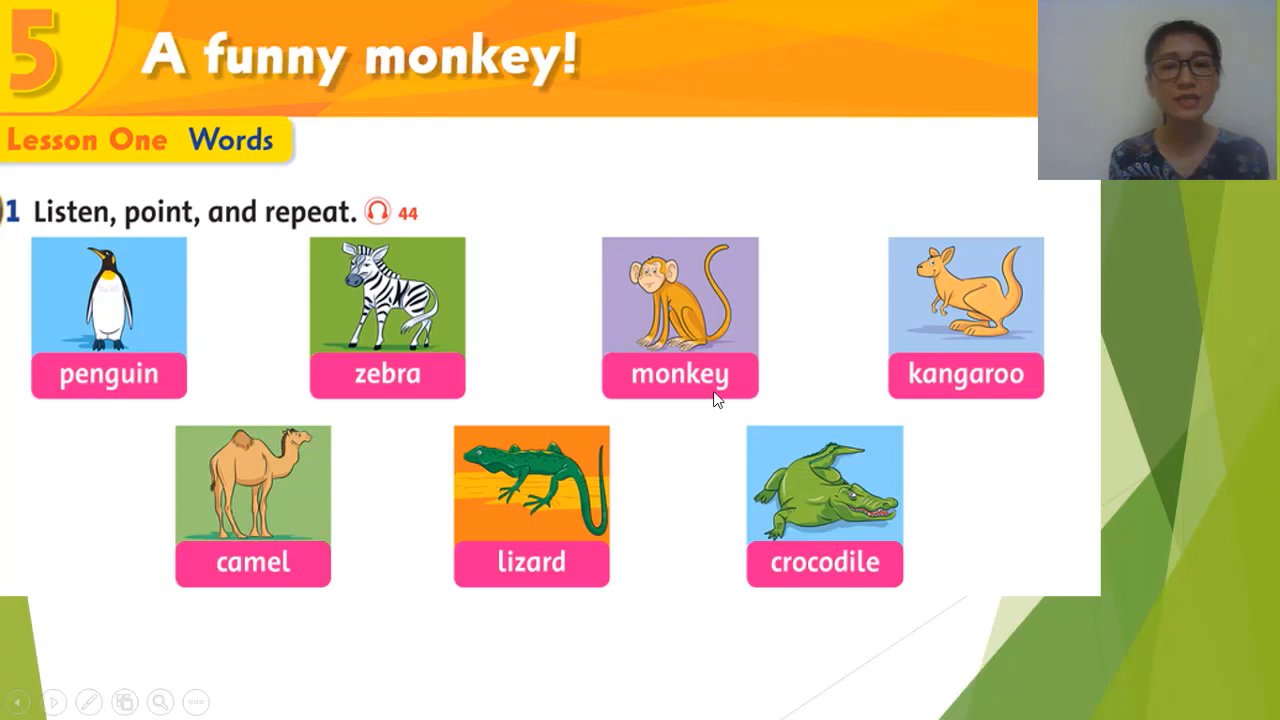 5
A funny monkey!
Lesson One Words
1 Listen, point, and repeat. 44
penguin
zebra
monkey
kangaroo
camel
lizard
crocodile